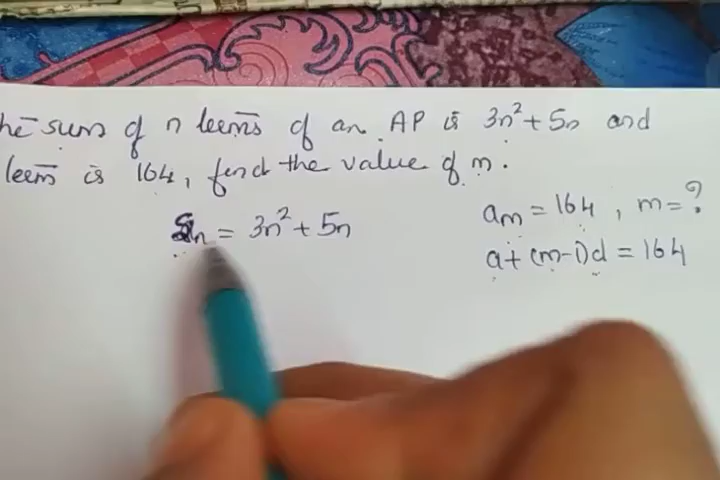 he sum of n terms of an AP is 3n² + 5n and
term is 164, find the value of m.
Sn = 3n² + 5n
am = 164, m = ?
a + (m-1)d = 164